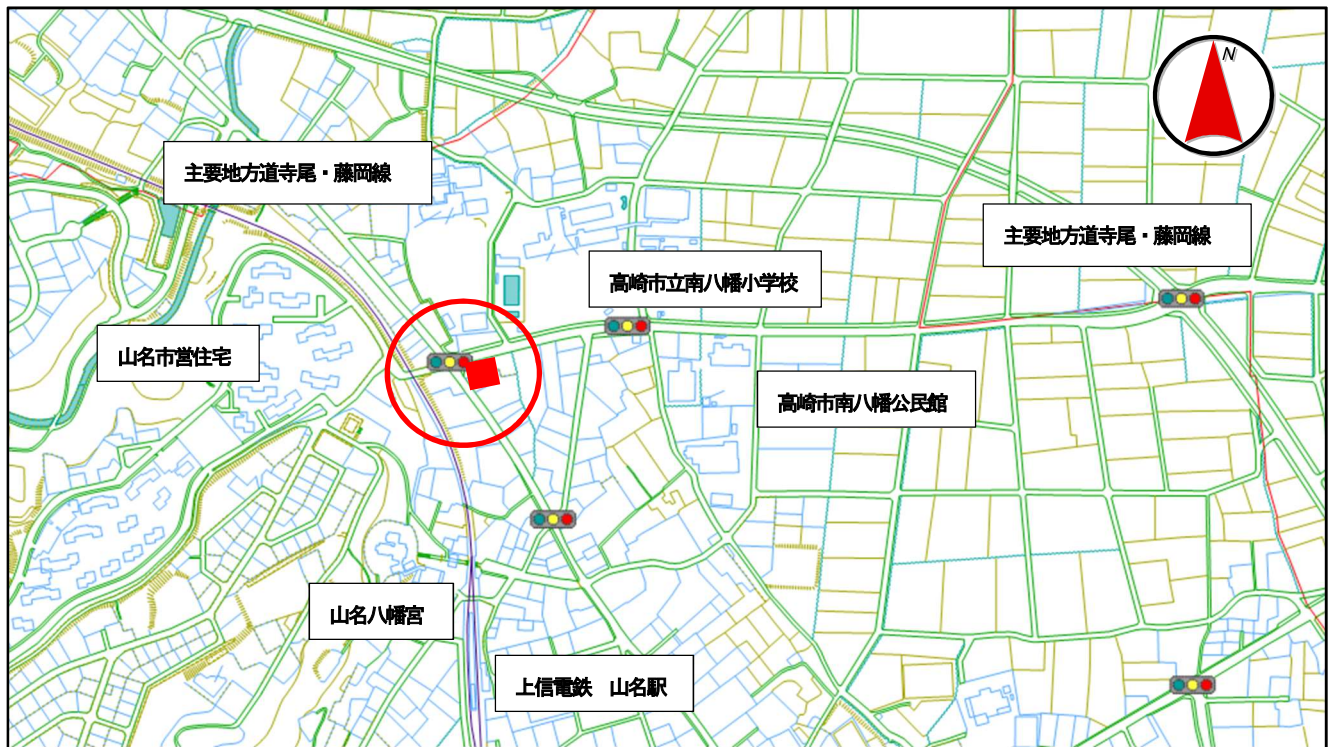 N
主要地方道寺尾・藤岡線
主要地方道寺尾・藤岡線
高崎市立南八幡小学校
山名市営住宅
高崎市南八幡公民館
山名八幡宮
上信電鉄　山名駅